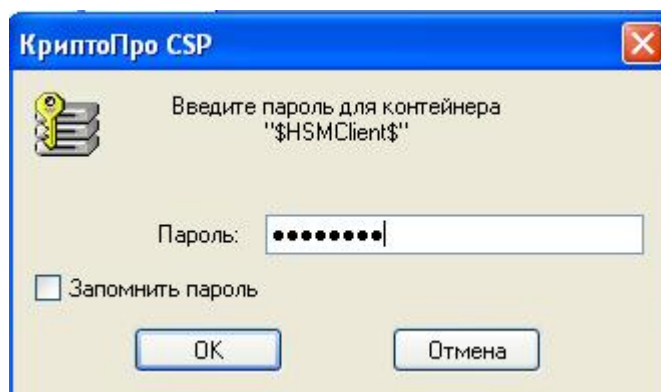 КриптоПро CSP
Введите пароль для контейнера
"$HSMClient$"
Пароль: ●●●●●●●●
Запомнить пароль
OK Отмена